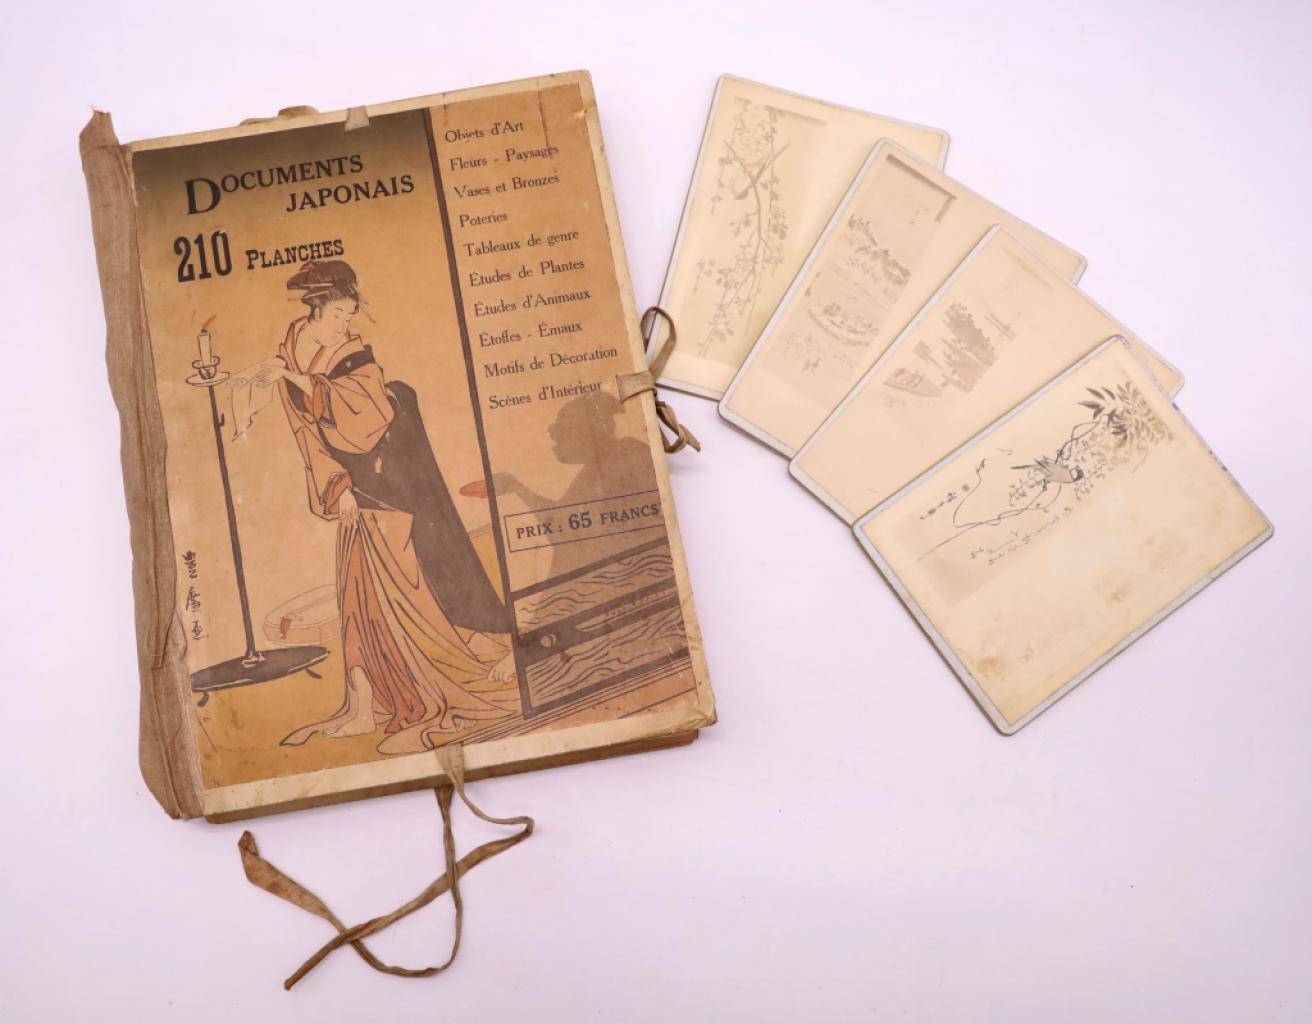 DOCUMENTS
JAPONAIS
210 PLANCHES
Objets d'Art
Fleurs - Paysages
Vases et Bronzes
Poteries
Tableaux de genre
Études de Plantes
Études d'Animaux
Étoffes - Émaux
Motifs de Décoration
Scènes d'Intérieur
PRIX : 65 FRANCS